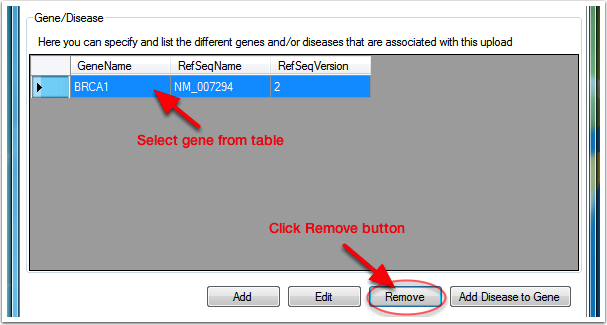 Gene/Disease
Here you can specify and list the different genes and/or diseases that are associated with this upload
GeneName RefSeqName RefSeqVersion
BRCA1 NM_007294 2
Select gene from table
Click Remove button
Add Edit Remove Add Disease to Gene